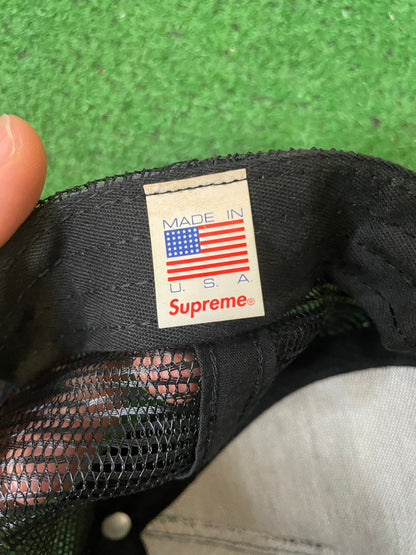 MADE IN
U. S. A.
Supreme®